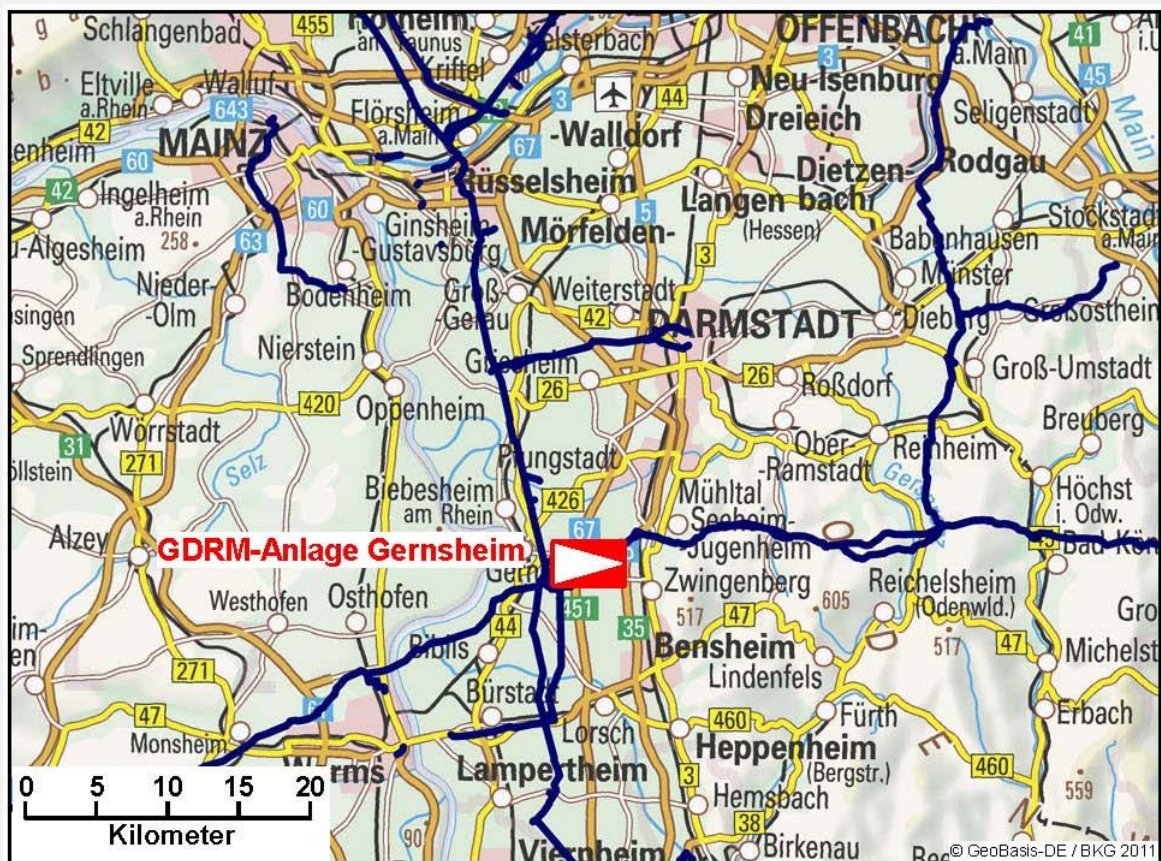 455
OFFENBACH
a.Main
41
Schlangenbad
am Taunus
Kriftel
3
Neu-Isenburg
45
Eltville
a.Rhein
Walluf
643
Flörsheim
a.Main
3
44
Dreieich
Seligenstadt
Main
42
MAINZ
67
-Walldorf
60
Rüsselsheim
Dietzen-
bach
Rodgau
42
Ingelheim
a.Rhein
60
5
Langen
(Hessen)
Stockstadt
a.Main
258
63
Ginsheim
-Gustavsburg
Mörfelden-
3
Babenhausen
Nieder-
-Olm
Bodenheim
Groß-
Gerau
Weiterstadt
42
Münster
DARMSTADT
Dieburg
Großostheim
Sprendlingen
Nierstein
Griesheim
26
26
Roßdorf
Groß-Umstadt
420
Oppenheim
Breuberg
31
Wörrstadt
271
Selz
Pfungstadt
Ober-
-Ramstadt
Reinheim
Biebesheim
am Rhein
426
Mühltal
Höchst
i. Odw.
Alzey
67
Seeheim-
Jugenheim
GDRM-Anlage Gernsheim
Zwingenberg
Reichelsheim
(Odenwld.)
Westhofen
Osthofen
451
35
517
605
47
517
47
44
Biblis
Bensheim
Lindenfels
271
Bürstadt
47
Monsheim
61
Lorsch
460
Fürth
Erbach
Worms
Lampertheim
Heppenheim
(Bergstr.)
460
3
Hemsbach
559
38
90
Viernheim
Birkenau
0 5 10 15 20
Kilometer
© GeoBasis-DE / BKG 2011